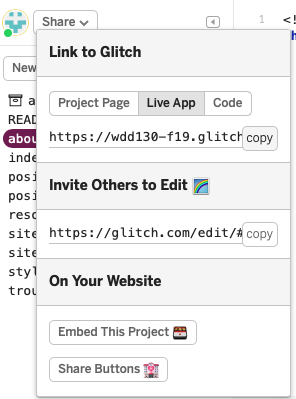 Share
1
<!
Link to Glitch
New
Project Page Live App Code
https://wdd130-f19.glitch copy
READ
abou
inde
Invite Others to Edit
posi
posi
reso
https://glitch.com/edit/# copy
site
site
styl
On Your Website
trou
Embed This Project
Share Buttons